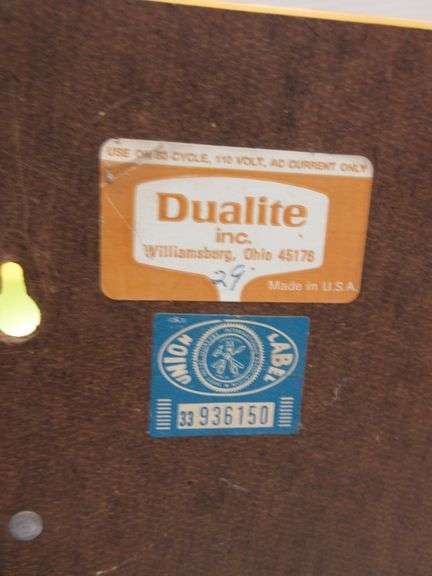 USE ON 60 CYCLE, 110 VOLT, AC CURRENT ONLY
Dualite
inc.
Williamsburg, Ohio 45176
29
Made in U.S.A.
UNION LABEL
33 936150